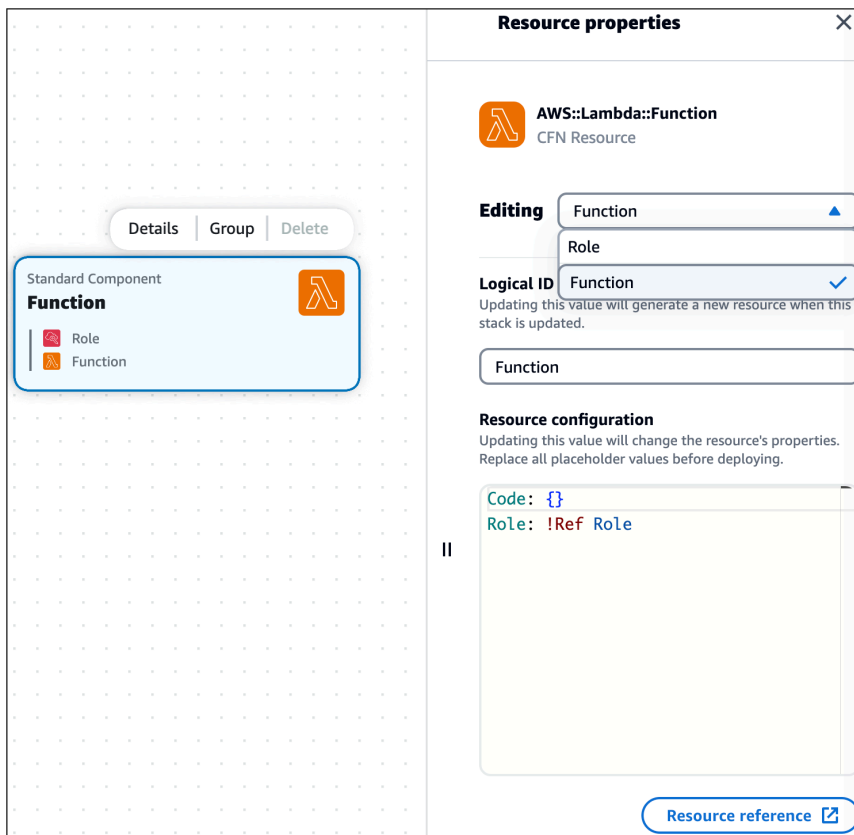 Resource properties
AWS::Lambda::Function
CFN Resource
Details Group Delete
Editing Function
Role
Function
Standard Component
Function
Role
Function
Logical ID
Updating this value will generate a new resource when this
stack is updated.
Function
Resource configuration
Updating this value will change the resource's properties.
Replace all placeholder values before deploying.
Code: {}
Role: !Ref Role
Resource reference